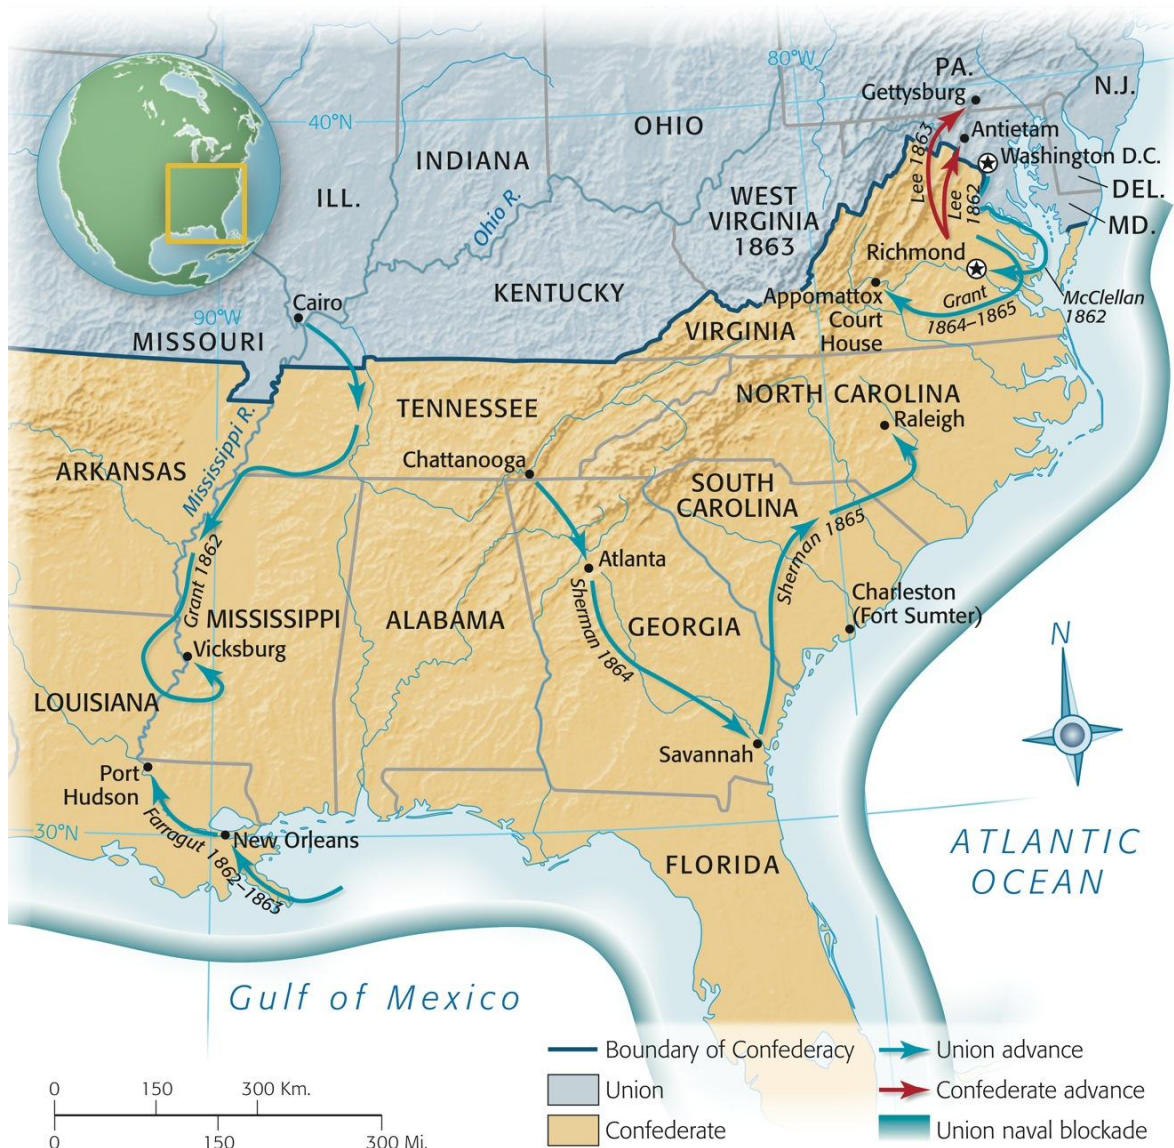 80°W
PA.
Gettysburg
N.J.
40°N
OHIO
Antietam
INDIANA
Washington D.C.
Lee 1863
Lee
1862
ILL.
WEST
VIRGINIA
1863
DEL.
MD.
Ohio R.
Richmond
Cairo
KENTUCKY
Appomattox
Court
House
Grant
1864–1865
McClellan
1862
90°W
MISSOURI
VIRGINIA
TENNESSEE
NORTH CAROLINA
Raleigh
Mississippi R.
ARKANSAS
Chattanooga
SOUTH
CAROLINA
Sherman 1865
Grant 1862
Atlanta
Charleston
(Fort Sumter)
MISSISSIPPI
ALABAMA
Sherman 1864
GEORGIA
Vicksburg
N
LOUISIANA
Savannah
Port
Hudson
Farragut 1862–1863
30°N
New Orleans
FLORIDA
ATLANTIC
OCEAN
Gulf of Mexico
Boundary of Confederacy
Union
Confederate
Union advance
Confederate advance
Union naval blockade
0 150 300 Km.
0 150 300 Mi.